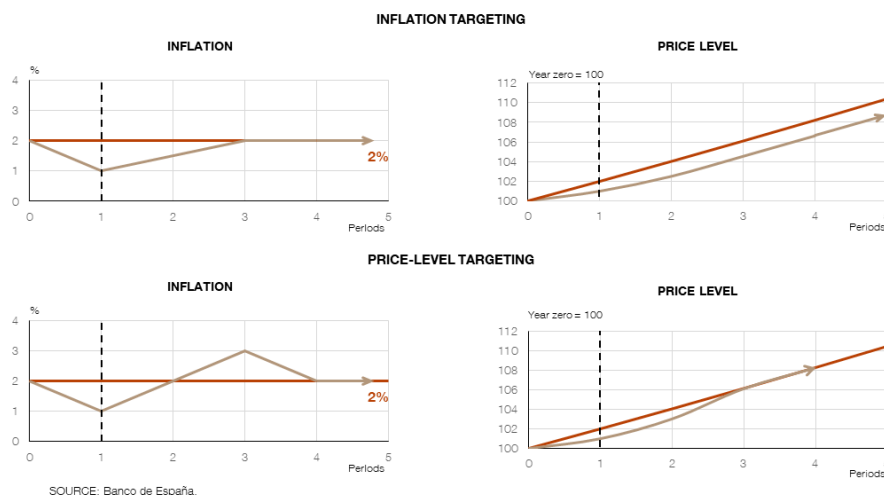 INFLATION TARGETING
INFLATION
%
4
3
2
1
0
0 1 2 3 4 5
2%
Periods
PRICE LEVEL
Year zero = 100
112
110
108
106
104
102
100
0 1 2 3 4
Periods
PRICE-LEVEL TARGETING
INFLATION
%
4
3
2
1
0
0 1 2 3 4 5
2%
Periods
PRICE LEVEL
Year zero = 100
112
110
108
106
104
102
100
0 1 2 3 4
Periods
SOURCE: Banco de España.